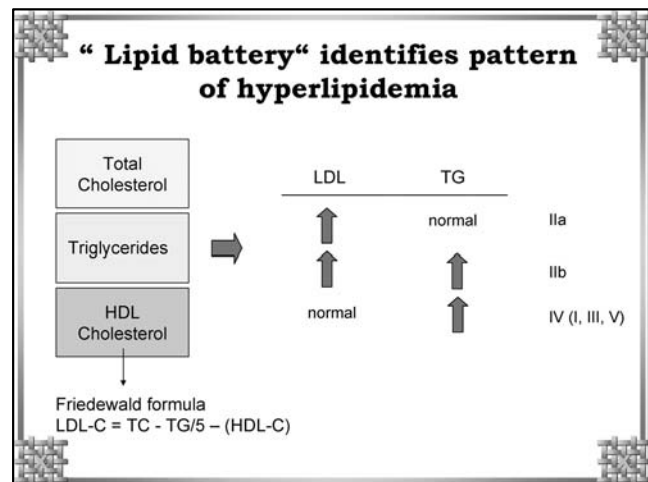 “ Lipid battery“ identifies pattern
of hyperlipidemia
Total
Cholesterol
Triglycerides
HDL
Cholesterol
Friedewald formula
LDL-C = TC - TG/5 – (HDL-C)
LDL TG
normal IIa
IIb
normal IV (I, III, V)